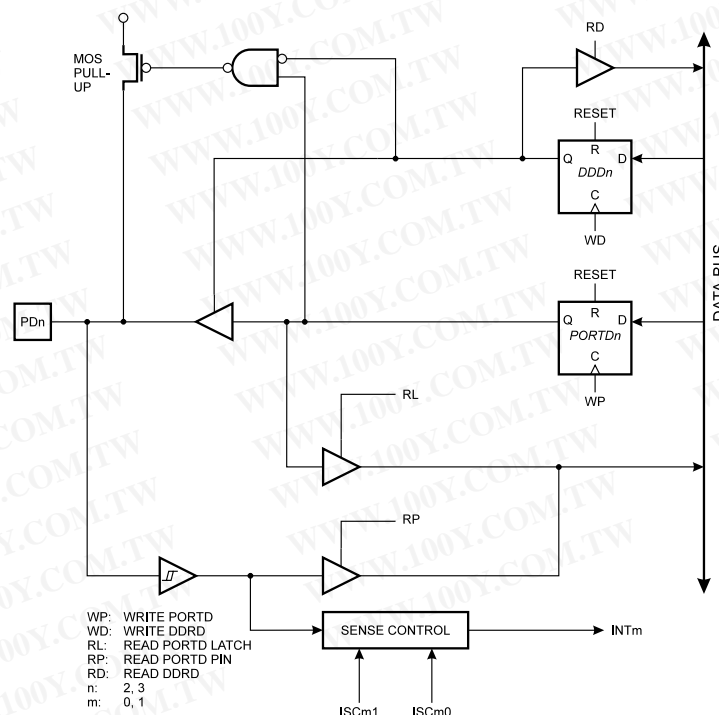 MOS
PULL-
UP
RD
RESET
R
Q
D
DDDn
C
WD
RESET
R
Q
D
PORTDn
C
WP
DATA BUS
PDn
RL
RP
SENSE CONTROL
INTm
ISCm1
ISCm0
WP: WRITE PORTD
WD: WRITE DDRD
RL: READ PORTD LATCH
RP: READ PORTD PIN
RD: READ DDRD
n: 2, 3
m: 0, 1
WWW.100Y.COM.TW